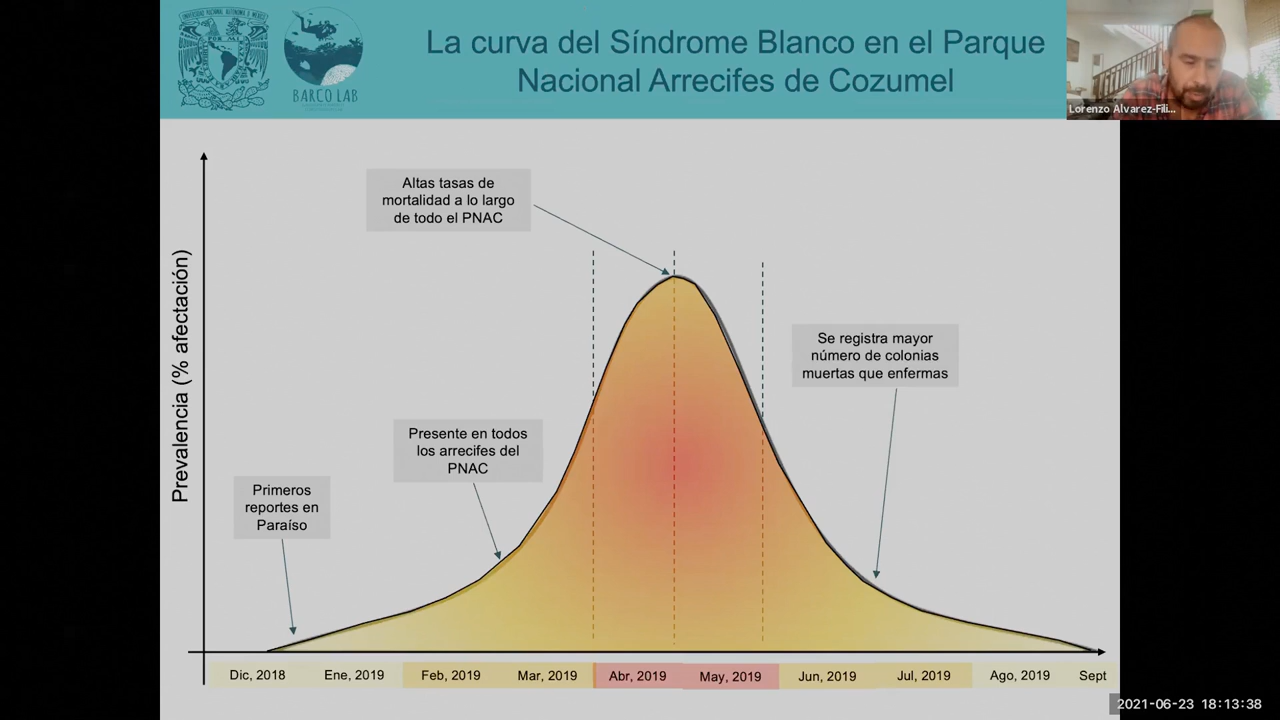 La curva del Síndrome Blanco en el Parque
Nacional Arrecifes de Cozumel
BARCO LAB
Lorenzo Alvarez-Fili...
Altas tasas de
mortalidad a lo largo
de todo el PNAC
Se registra mayor
número de colonias
muertas que enfermas
Presente en todos
los arrecifes del
PNAC
Primeros
reportes en
Paraíso
Prevalencia (% afectación)
Dic, 2018 Ene, 2019 Feb, 2019 Mar, 2019 Abr, 2019 May, 2019 Jun, 2019 Jul, 2019 Ago, 2019 Sept
2021-06-23 18:13:38